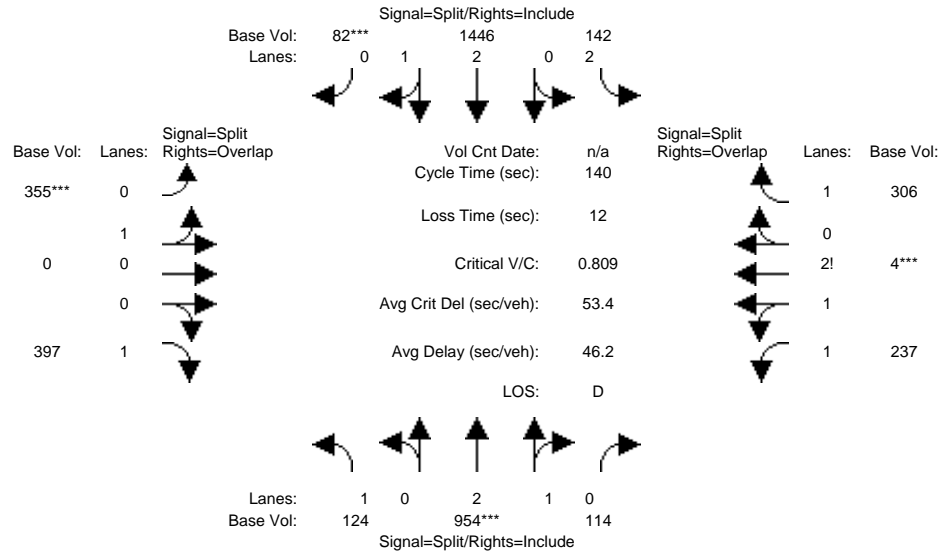 Signal=Split/Rights=Include
Base Vol: 82*** 1446 142
Lanes: 0 1 2 0 2
Signal=Split
Rights=Overlap
Base Vol: Lanes:
355*** 0
1
0 0
0
397 1
Vol Cnt Date: n/a
Cycle Time (sec): 140
Loss Time (sec): 12
Critical V/C: 0.809
Avg Crit Del (sec/veh): 53.4
Avg Delay (sec/veh): 46.2
LOS: D
Signal=Split
Rights=Overlap
Lanes: Base Vol:
1 306
0
2! 4***
1
1 237
Lanes: 1 0 2 1 0
Base Vol: 124 954*** 114
Signal=Split/Rights=Include